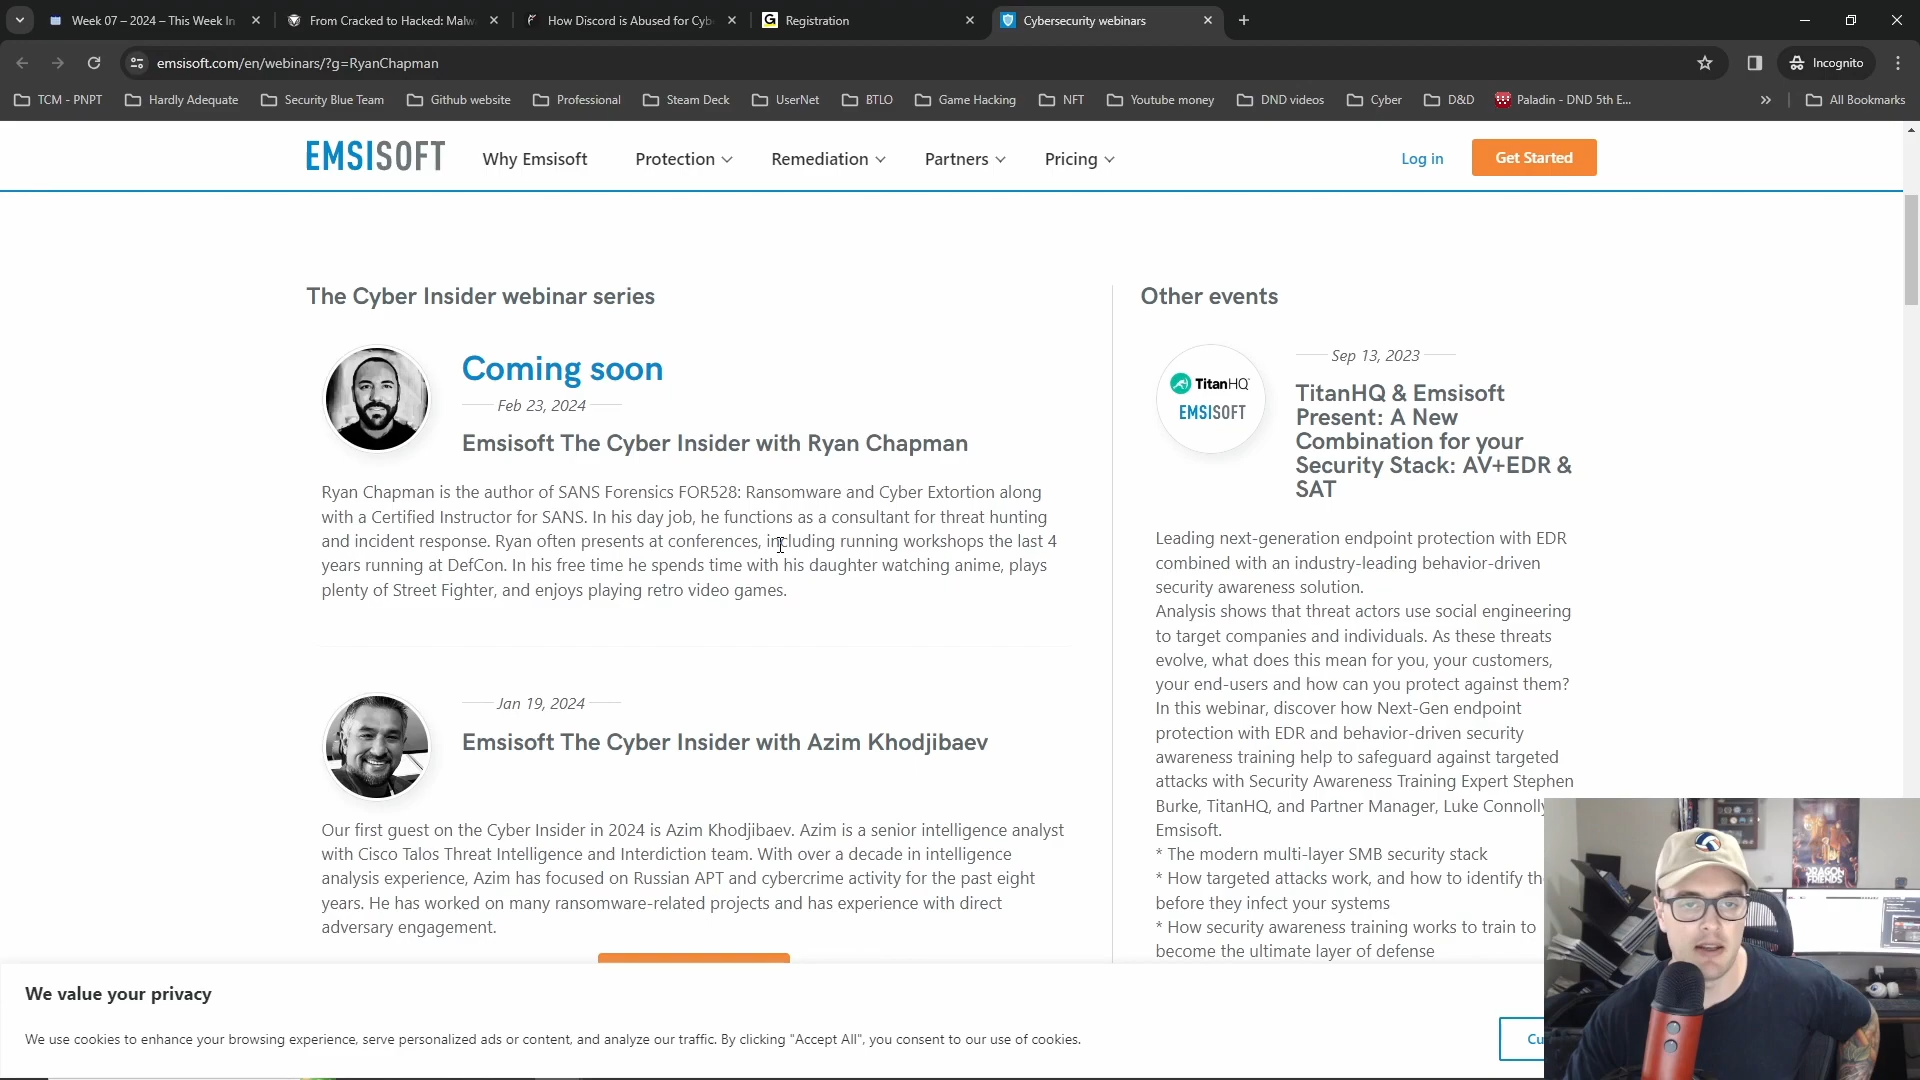 Week 07 – 2024 – This Week In
From Cracked to Hacked: Malw
How Discord is Abused for Cyb
Registration
Cybersecurity webinars
emsisoft.com/en/webinars/?g=RyanChapman
Incognito
TCM - PNPT
Hardly Adequate
Security Blue Team
Github website
Professional
Steam Deck
UserNet
BTLO
Game Hacking
NFT
Youtube money
DND videos
Cyber
D&D
Paladin - DND 5th E...
All Bookmarks
EMSISOFT
Why Emsisoft
Protection
Remediation
Partners
Pricing
Log in
Get Started
The Cyber Insider webinar series
Coming soon
Feb 23, 2024
Emsisoft The Cyber Insider with Ryan Chapman
Ryan Chapman is the author of SANS Forensics FOR528: Ransomware and Cyber Extortion along
with a Certified Instructor for SANS. In his day job, he functions as a consultant for threat hunting
and incident response. Ryan often presents at conferences, including running workshops the last 4
years running at DefCon. In his free time he spends time with his daughter watching anime, plays
plenty of Street Fighter, and enjoys playing retro video games.
Jan 19, 2024
Emsisoft The Cyber Insider with Azim Khodjibaev
Our first guest on the Cyber Insider in 2024 is Azim Khodjibaev. Azim is a senior intelligence analyst
with Cisco Talos Threat Intelligence and Interdiction team. With over a decade in intelligence
analysis experience, Azim has focused on Russian APT and cybercrime activity for the past eight
years. He has worked on many ransomware-related projects and has experience with direct
adversary engagement.
Other events
TitanHQ
EMSISOFT
Sep 13, 2023
TitanHQ & Emsisoft
Present: A New
Combination for your
Security Stack: AV+EDR &
SAT
Leading next-generation endpoint protection with EDR
combined with an industry-leading behavior-driven
security awareness solution.
Analysis shows that threat actors use social engineering
to target companies and individuals. As these threats
evolve, what does this mean for you, your customers,
your end-users and how can you protect against them?
In this webinar, discover how Next-Gen endpoint
protection with EDR and behavior-driven security
awareness training help to safeguard against targeted
attacks with Security Awareness Training Expert Stephen
Burke, TitanHQ, and Partner Manager, Luke Connolly
Emsisoft.
* The modern multi-layer SMB security stack
* How targeted attacks work, and how to identify th
before they infect your systems
* How security awareness training works to train to
become the ultimate layer of defense
We value your privacy
We use cookies to enhance your browsing experience, serve personalized ads or content, and analyze our traffic. By clicking "Accept All", you consent to our use of cookies.
Cu
DRAGON
FRIENDS